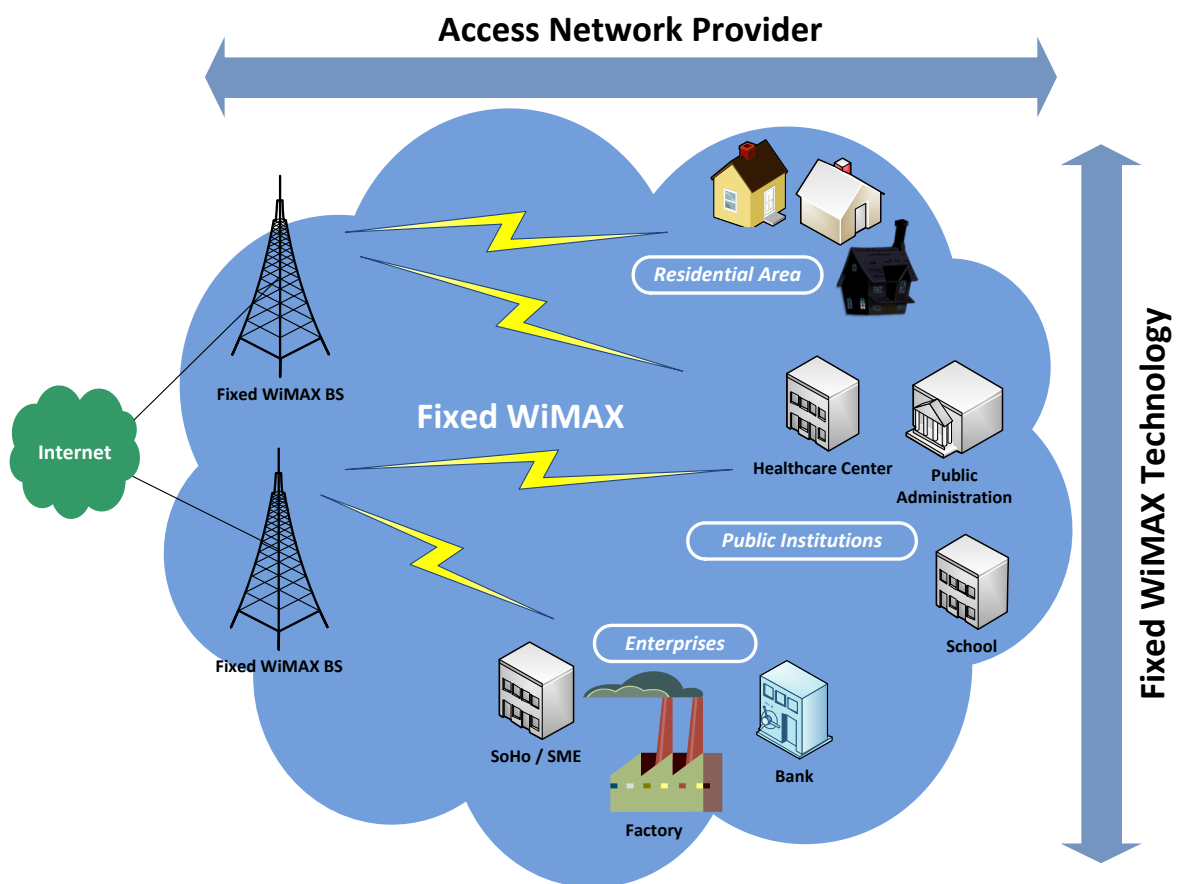 Access Network Provider
Residential Area
Fixed WiMAX BS
Fixed WiMAX
Internet
Healthcare Center
Public
Administration
Public Institutions
Fixed WiMAX Technology
School
Enterprises
Fixed WiMAX BS
SoHo / SME
Bank
Factory